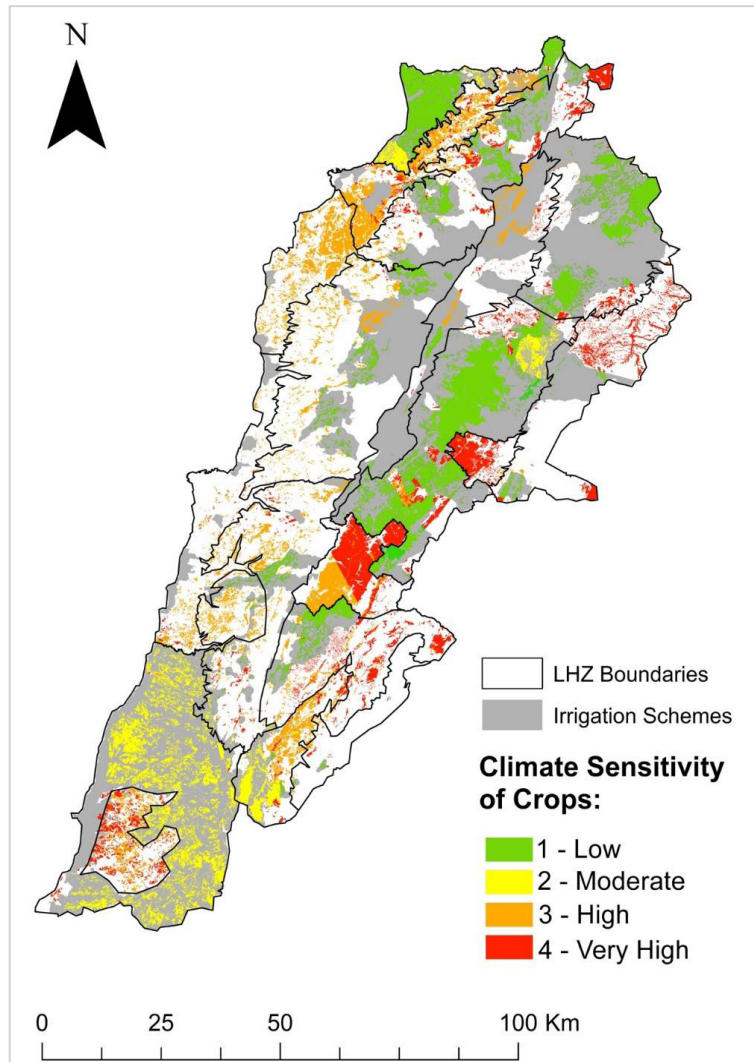 N
LHZ Boundaries
Irrigation Schemes
Climate Sensitivity
of Crops:
1 - Low
2 - Moderate
3 - High
4 - Very High
0 25 50 100 Km